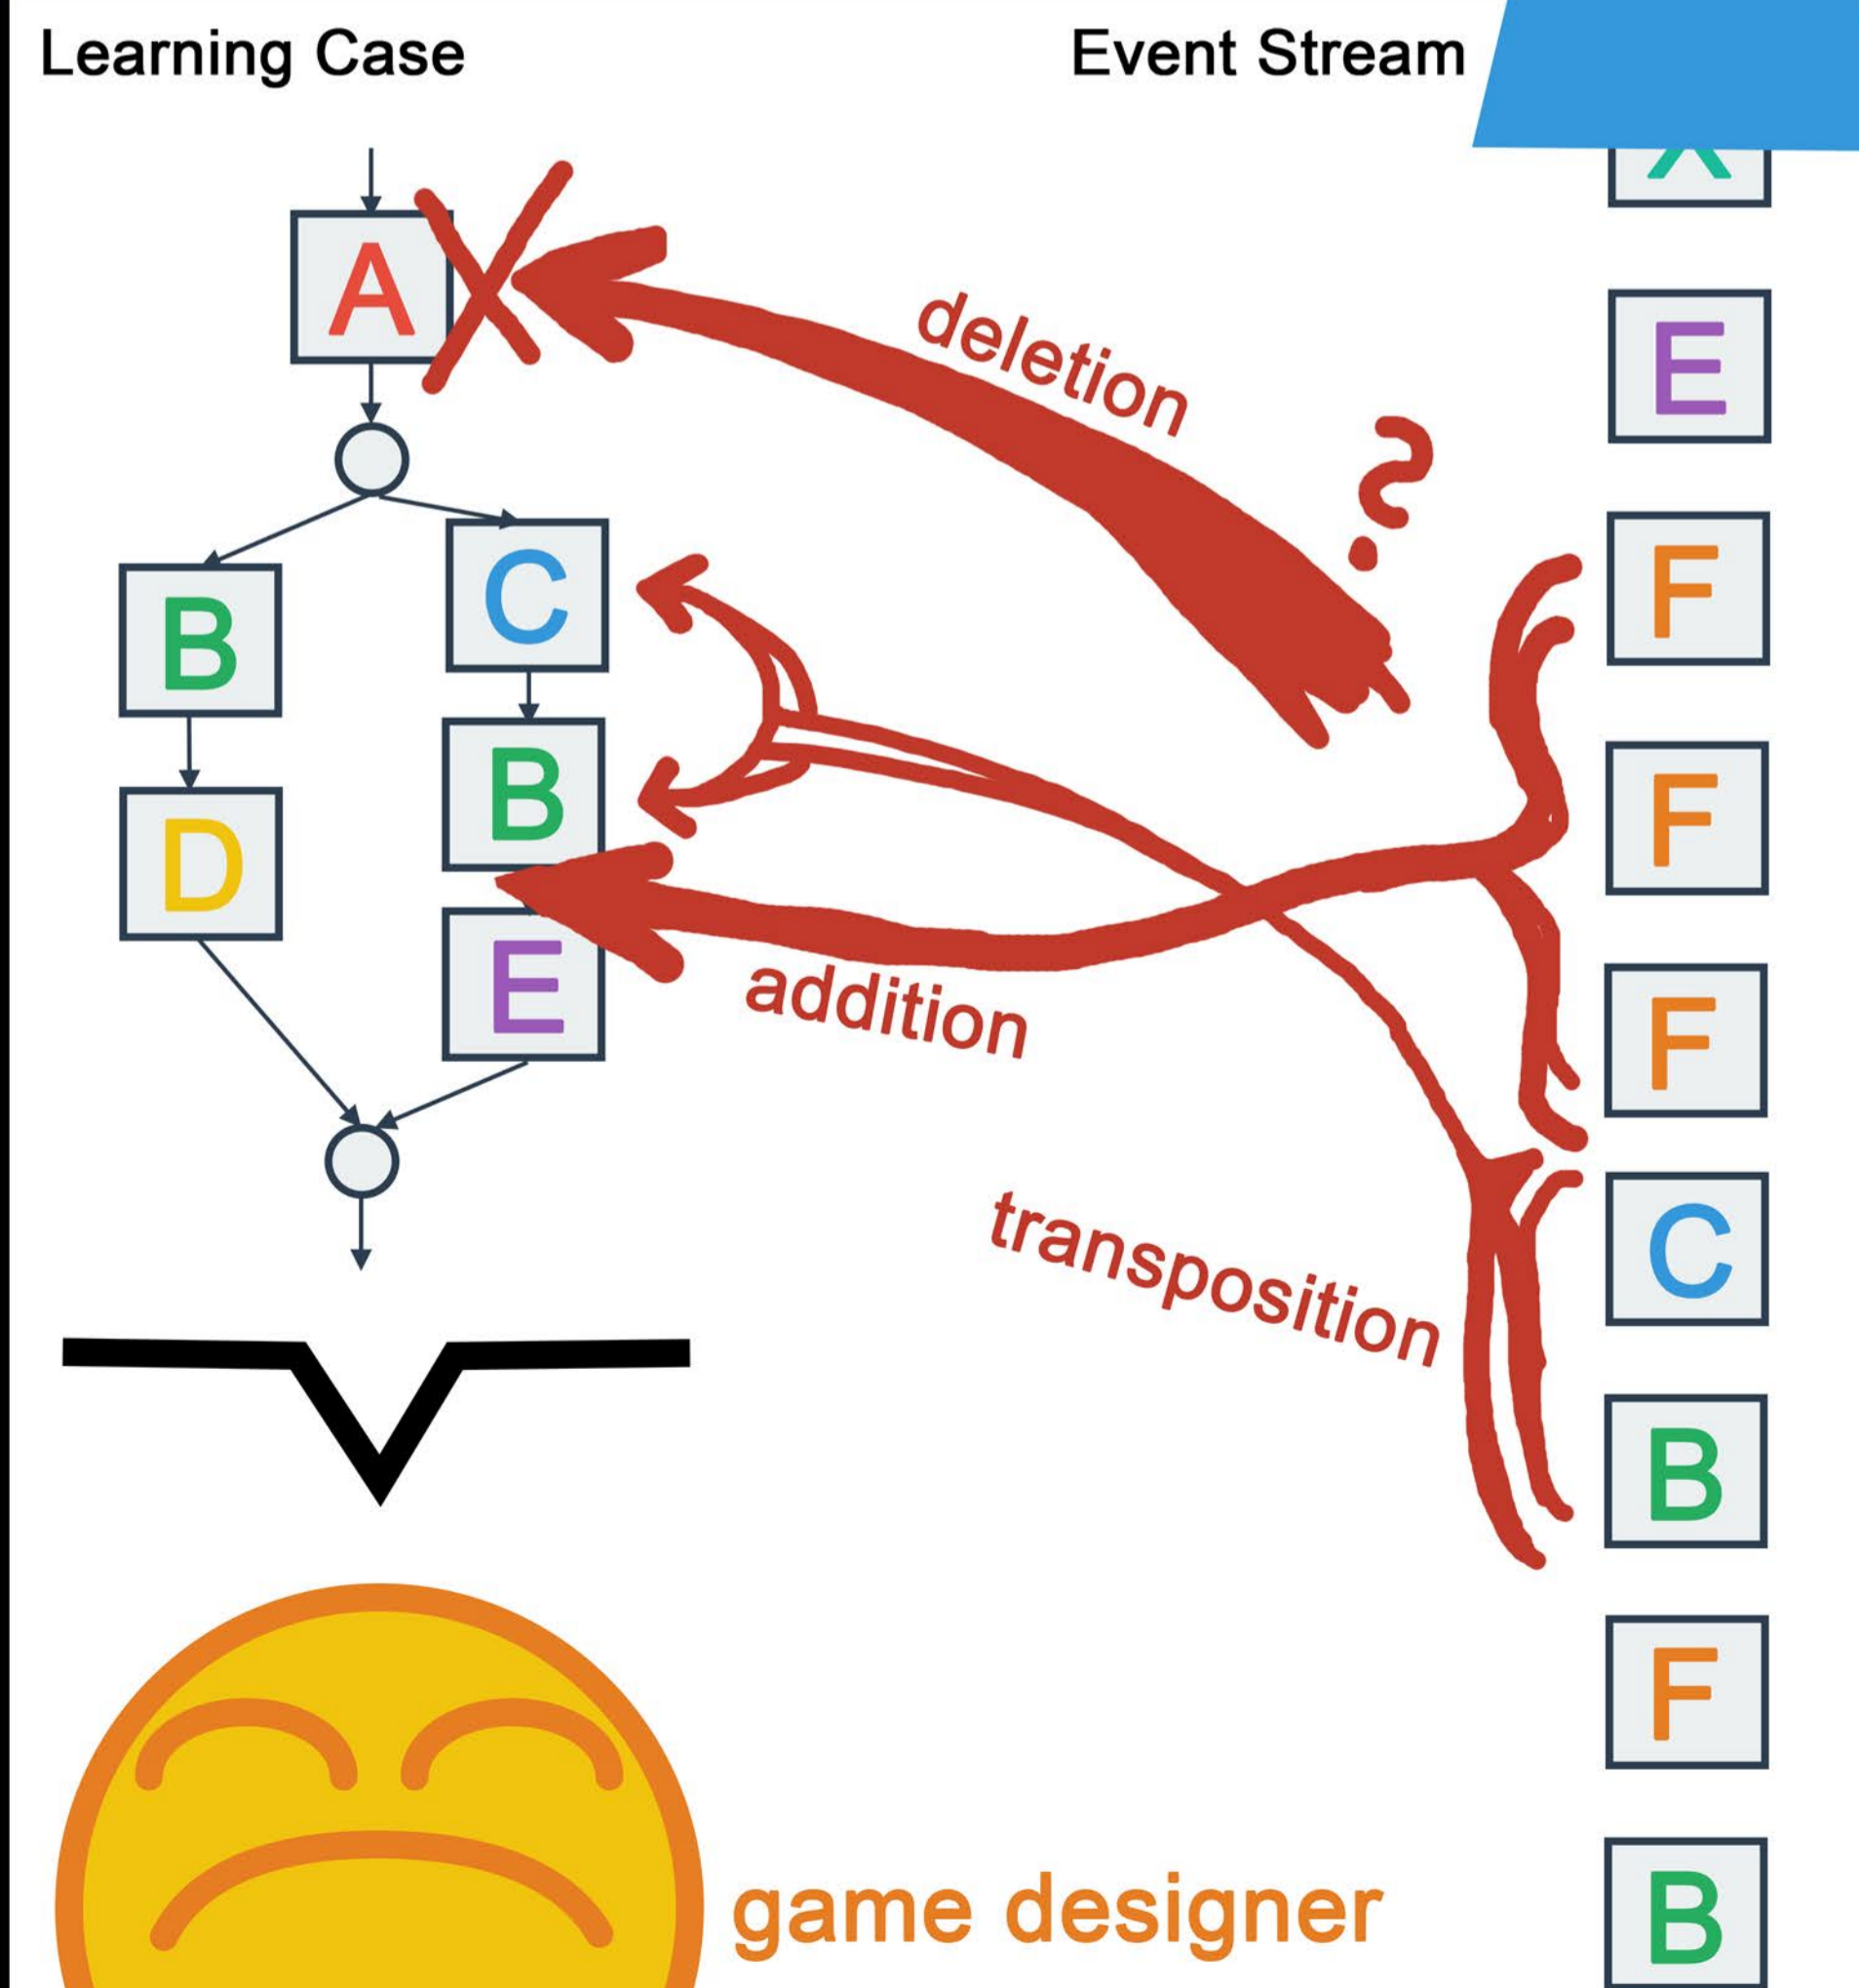 Learning Case
Event Stream
X
A
E
deletion
?
F
C
B
F
B
D
E
F
addition
C
transposition
B
F
game designer
B